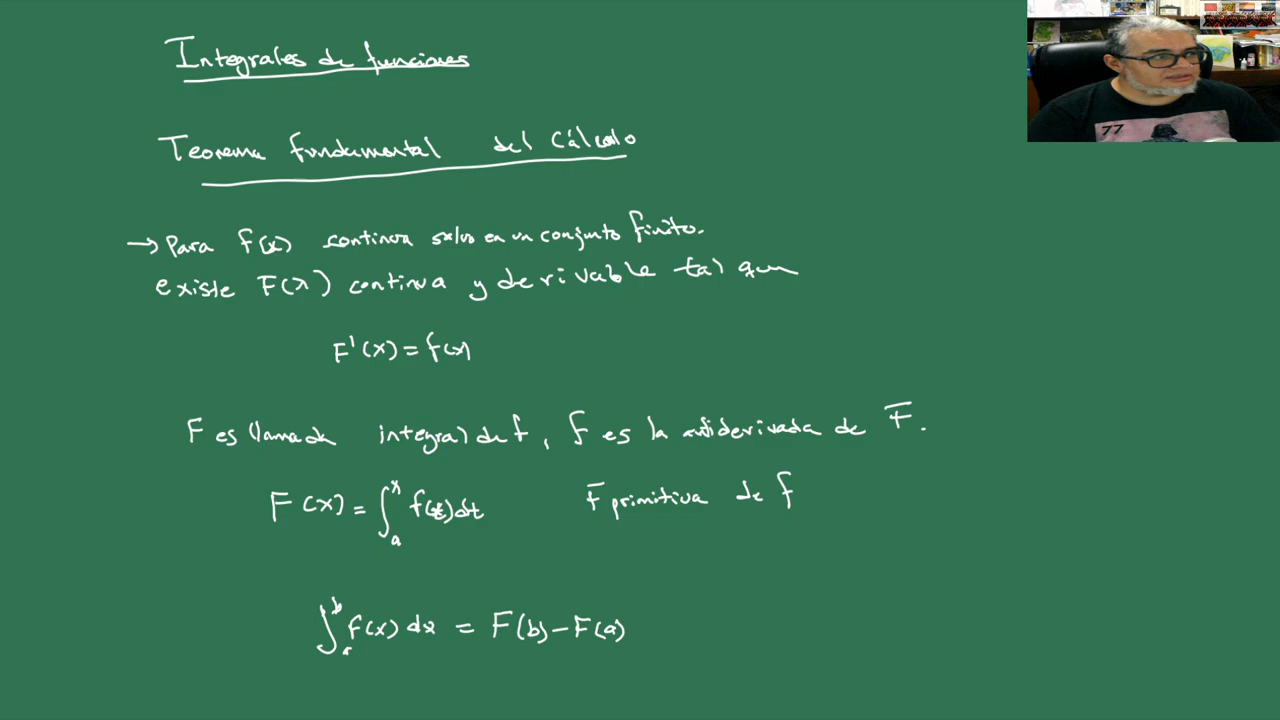 Integrales de funciones
Teorema fundamental del Cálculo
→ Para f(x) continua salvo en un conjunto finito.
existe F(x) continua y derivable tal que
F'(x) = f(x)
F es llamada integral de f, f es la antiderivada de F.
F(x) = ∫ₐˣ f(t)dt F primitiva de f
∫ₐᵇ f(x) dx = F(b) - F(a)
77